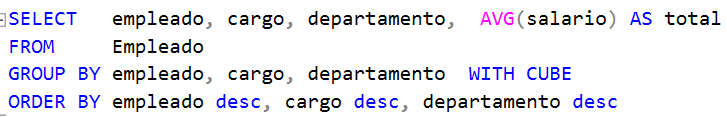 SELECT   empleado, cargo, departamento,  AVG(salario) AS total
FROM     Empleado
GROUP BY empleado, cargo, departamento  WITH CUBE
ORDER BY empleado desc, cargo desc, departamento desc